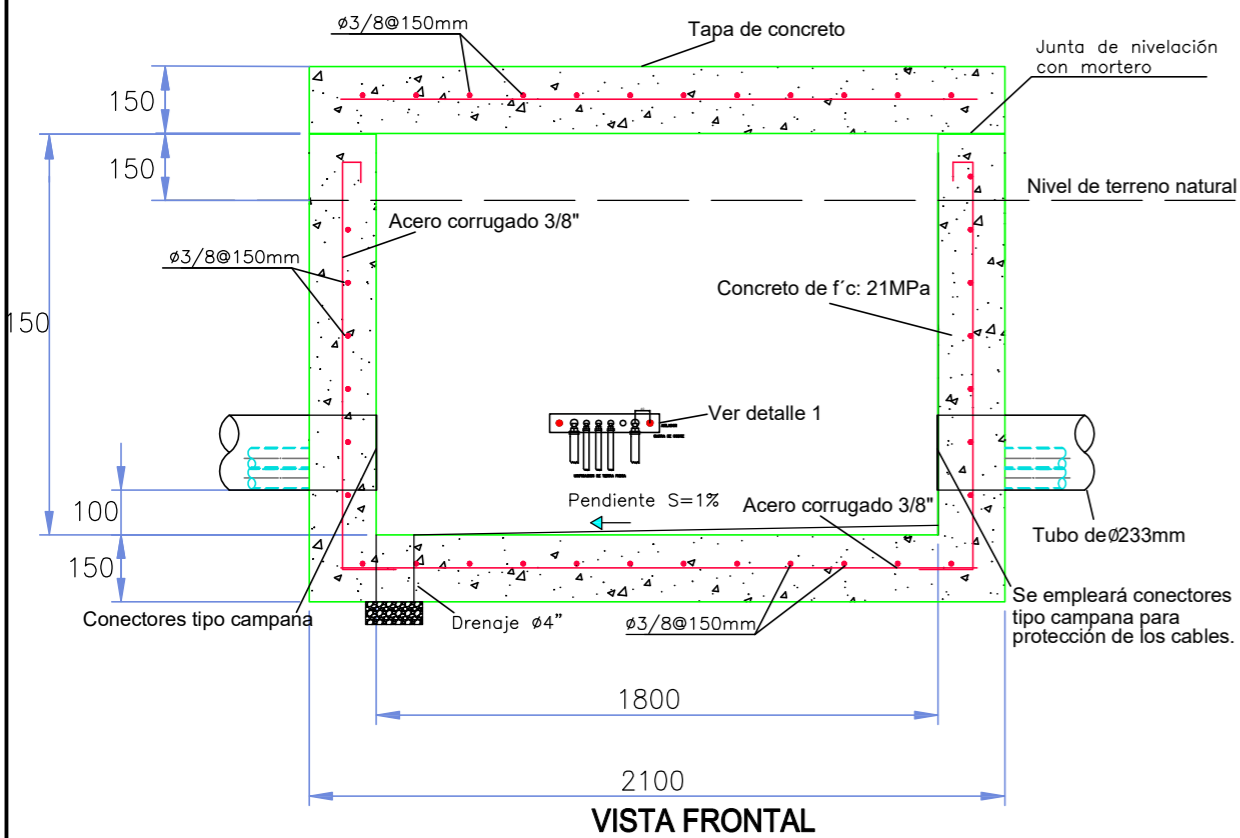 ø3/8@150mm
Tapa de concreto
Junta de nivelación
con mortero
150
150
Nivel de terreno natural
Acero corrugado 3/8"
ø3/8@150mm
Concreto de f´c: 21MPa
150
Ver detalle 1
Pendiente S=1%
Acero corrugado 3/8"
100
Tubo deØ233mm
150
Conectores tipo campana
Drenaje ø4”
ø3/8@150mm
Se empleará conectores
tipo campana para
protección de los cables.
1800
2100
VISTA FRONTAL